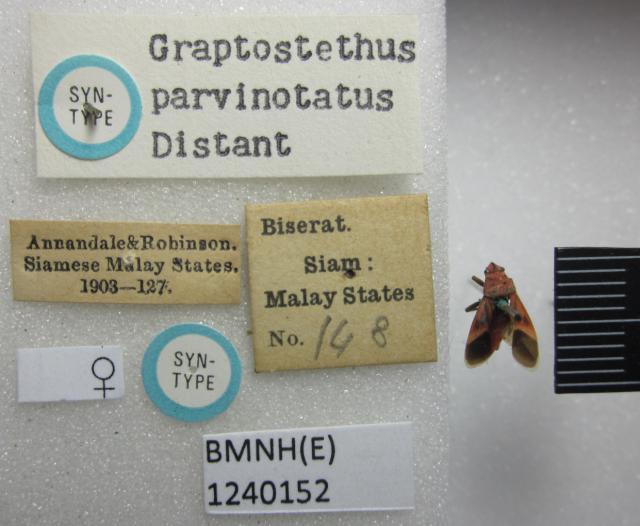 SYN-
TYPE
Graptostethus
parvinotatus
Distant
Annandale&Robinson.
Siamese Malay States.
1903—127.
Biserat.
Siam:
Malay States
No. 148
♀
SYN-
TYPE
BMNH(E)
1240152